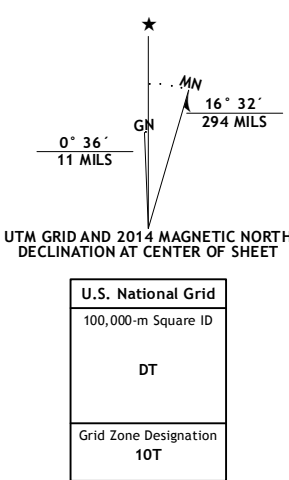 ★
MN
16° 32´
294 MILS
GN
0° 36´
11 MILS
UTM GRID AND 2014 MAGNETIC NORTH
DECLINATION AT CENTER OF SHEET
U.S. National Grid
100,000-m Square ID
DT
Grid Zone Designation
10T